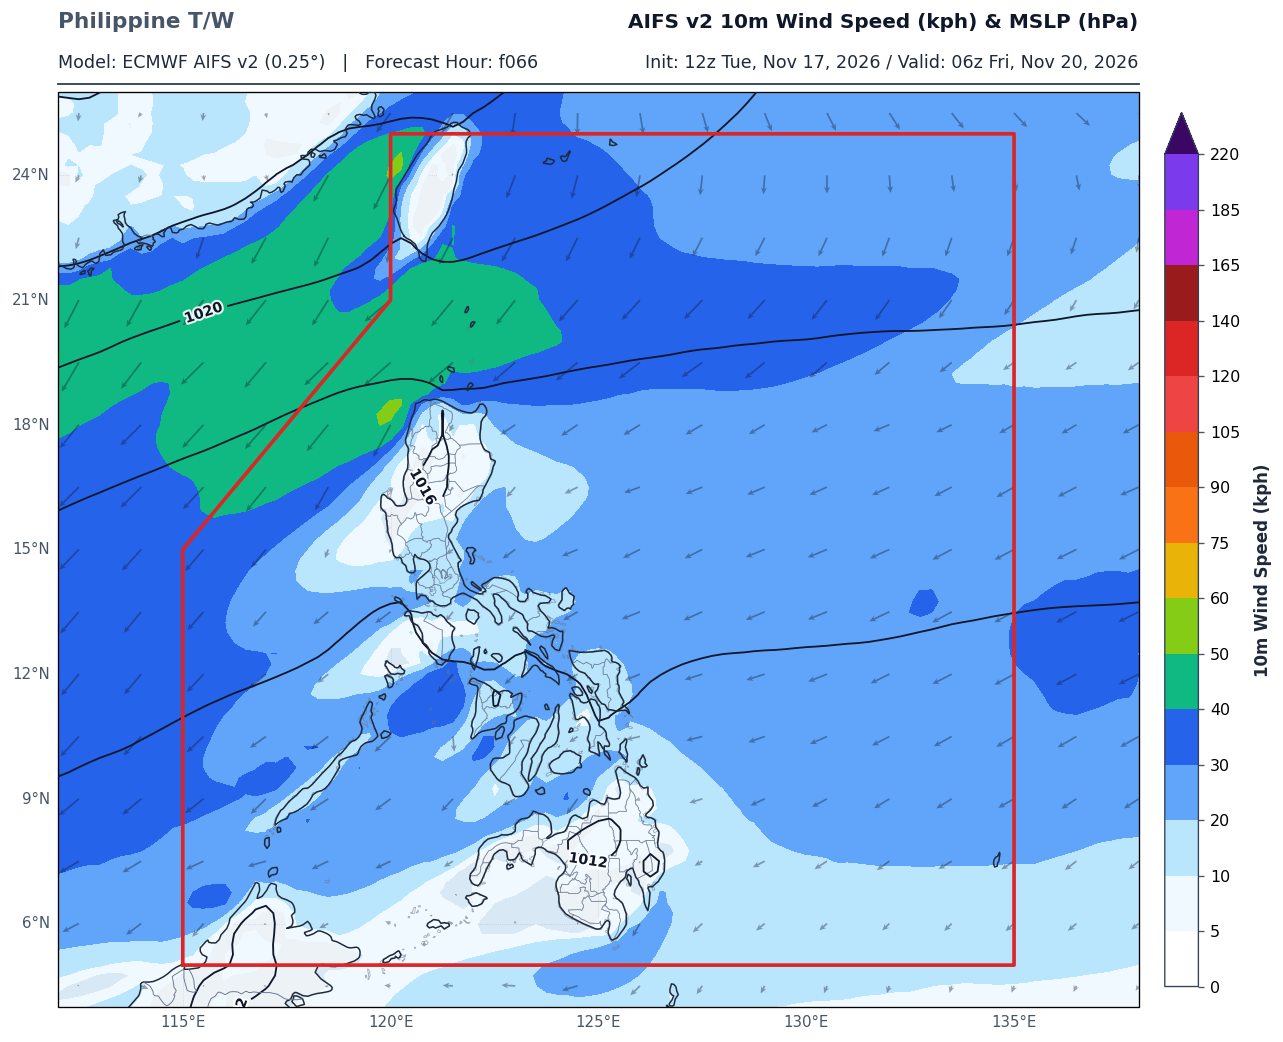 Philippine T/W
AIFS v2 10m Wind Speed (kph) & MSLP (hPa)
Model: ECMWF AIFS v2 (0.25°) | Forecast Hour: f066
Init: 12z Tue, Nov 17, 2026 / Valid: 06z Fri, Nov 20, 2026
24°N
21°N
18°N
15°N
12°N
9°N
6°N
1020
1016
1012
2
115°E
120°E
125°E
130°E
135°E
220
185
165
140
120
105
90
75
60
50
40
30
20
10
5
0
10m Wind Speed (kph)